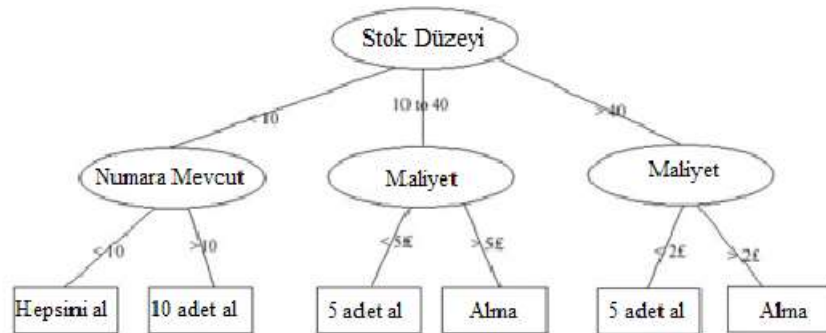 Stok Düzeyi
< 10
10 to 40
> 40
Numara Mevcut
Maliyet
Maliyet
< 10
> 10
< 5£
> 5£
< 2£
> 2£
Hepsini al
10 adet al
5 adet al
Alma
5 adet al
Alma